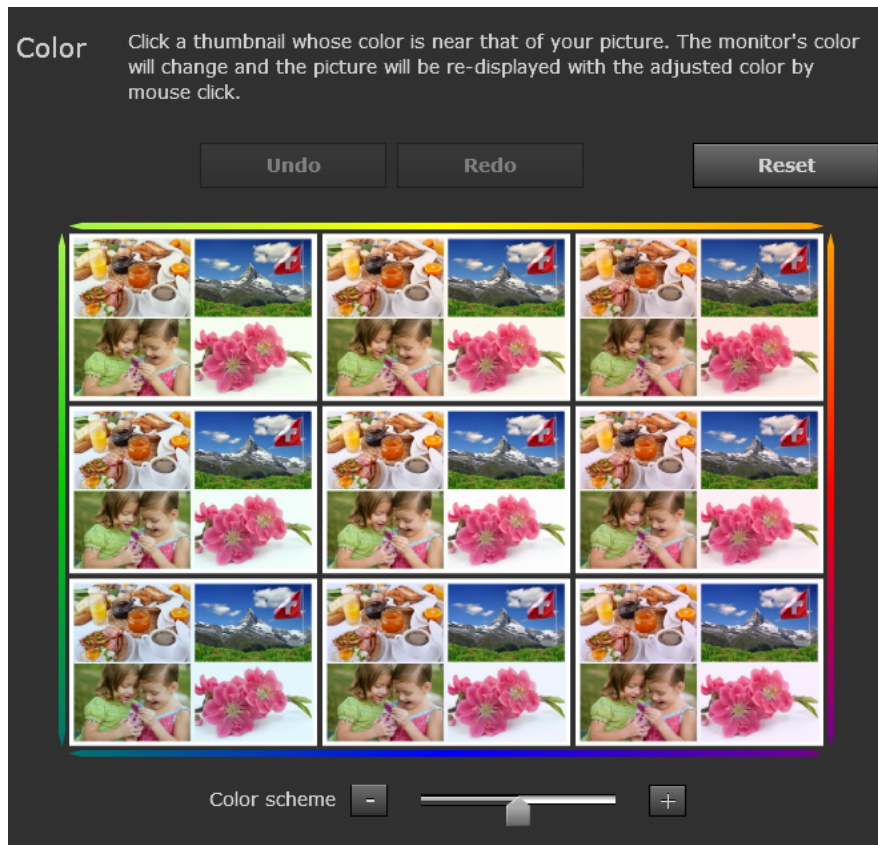 Color
Click a thumbnail whose color is near that of your picture. The monitor's color
will change and the picture will be re-displayed with the adjusted color by
mouse click.
Undo Redo Reset
Color scheme - +